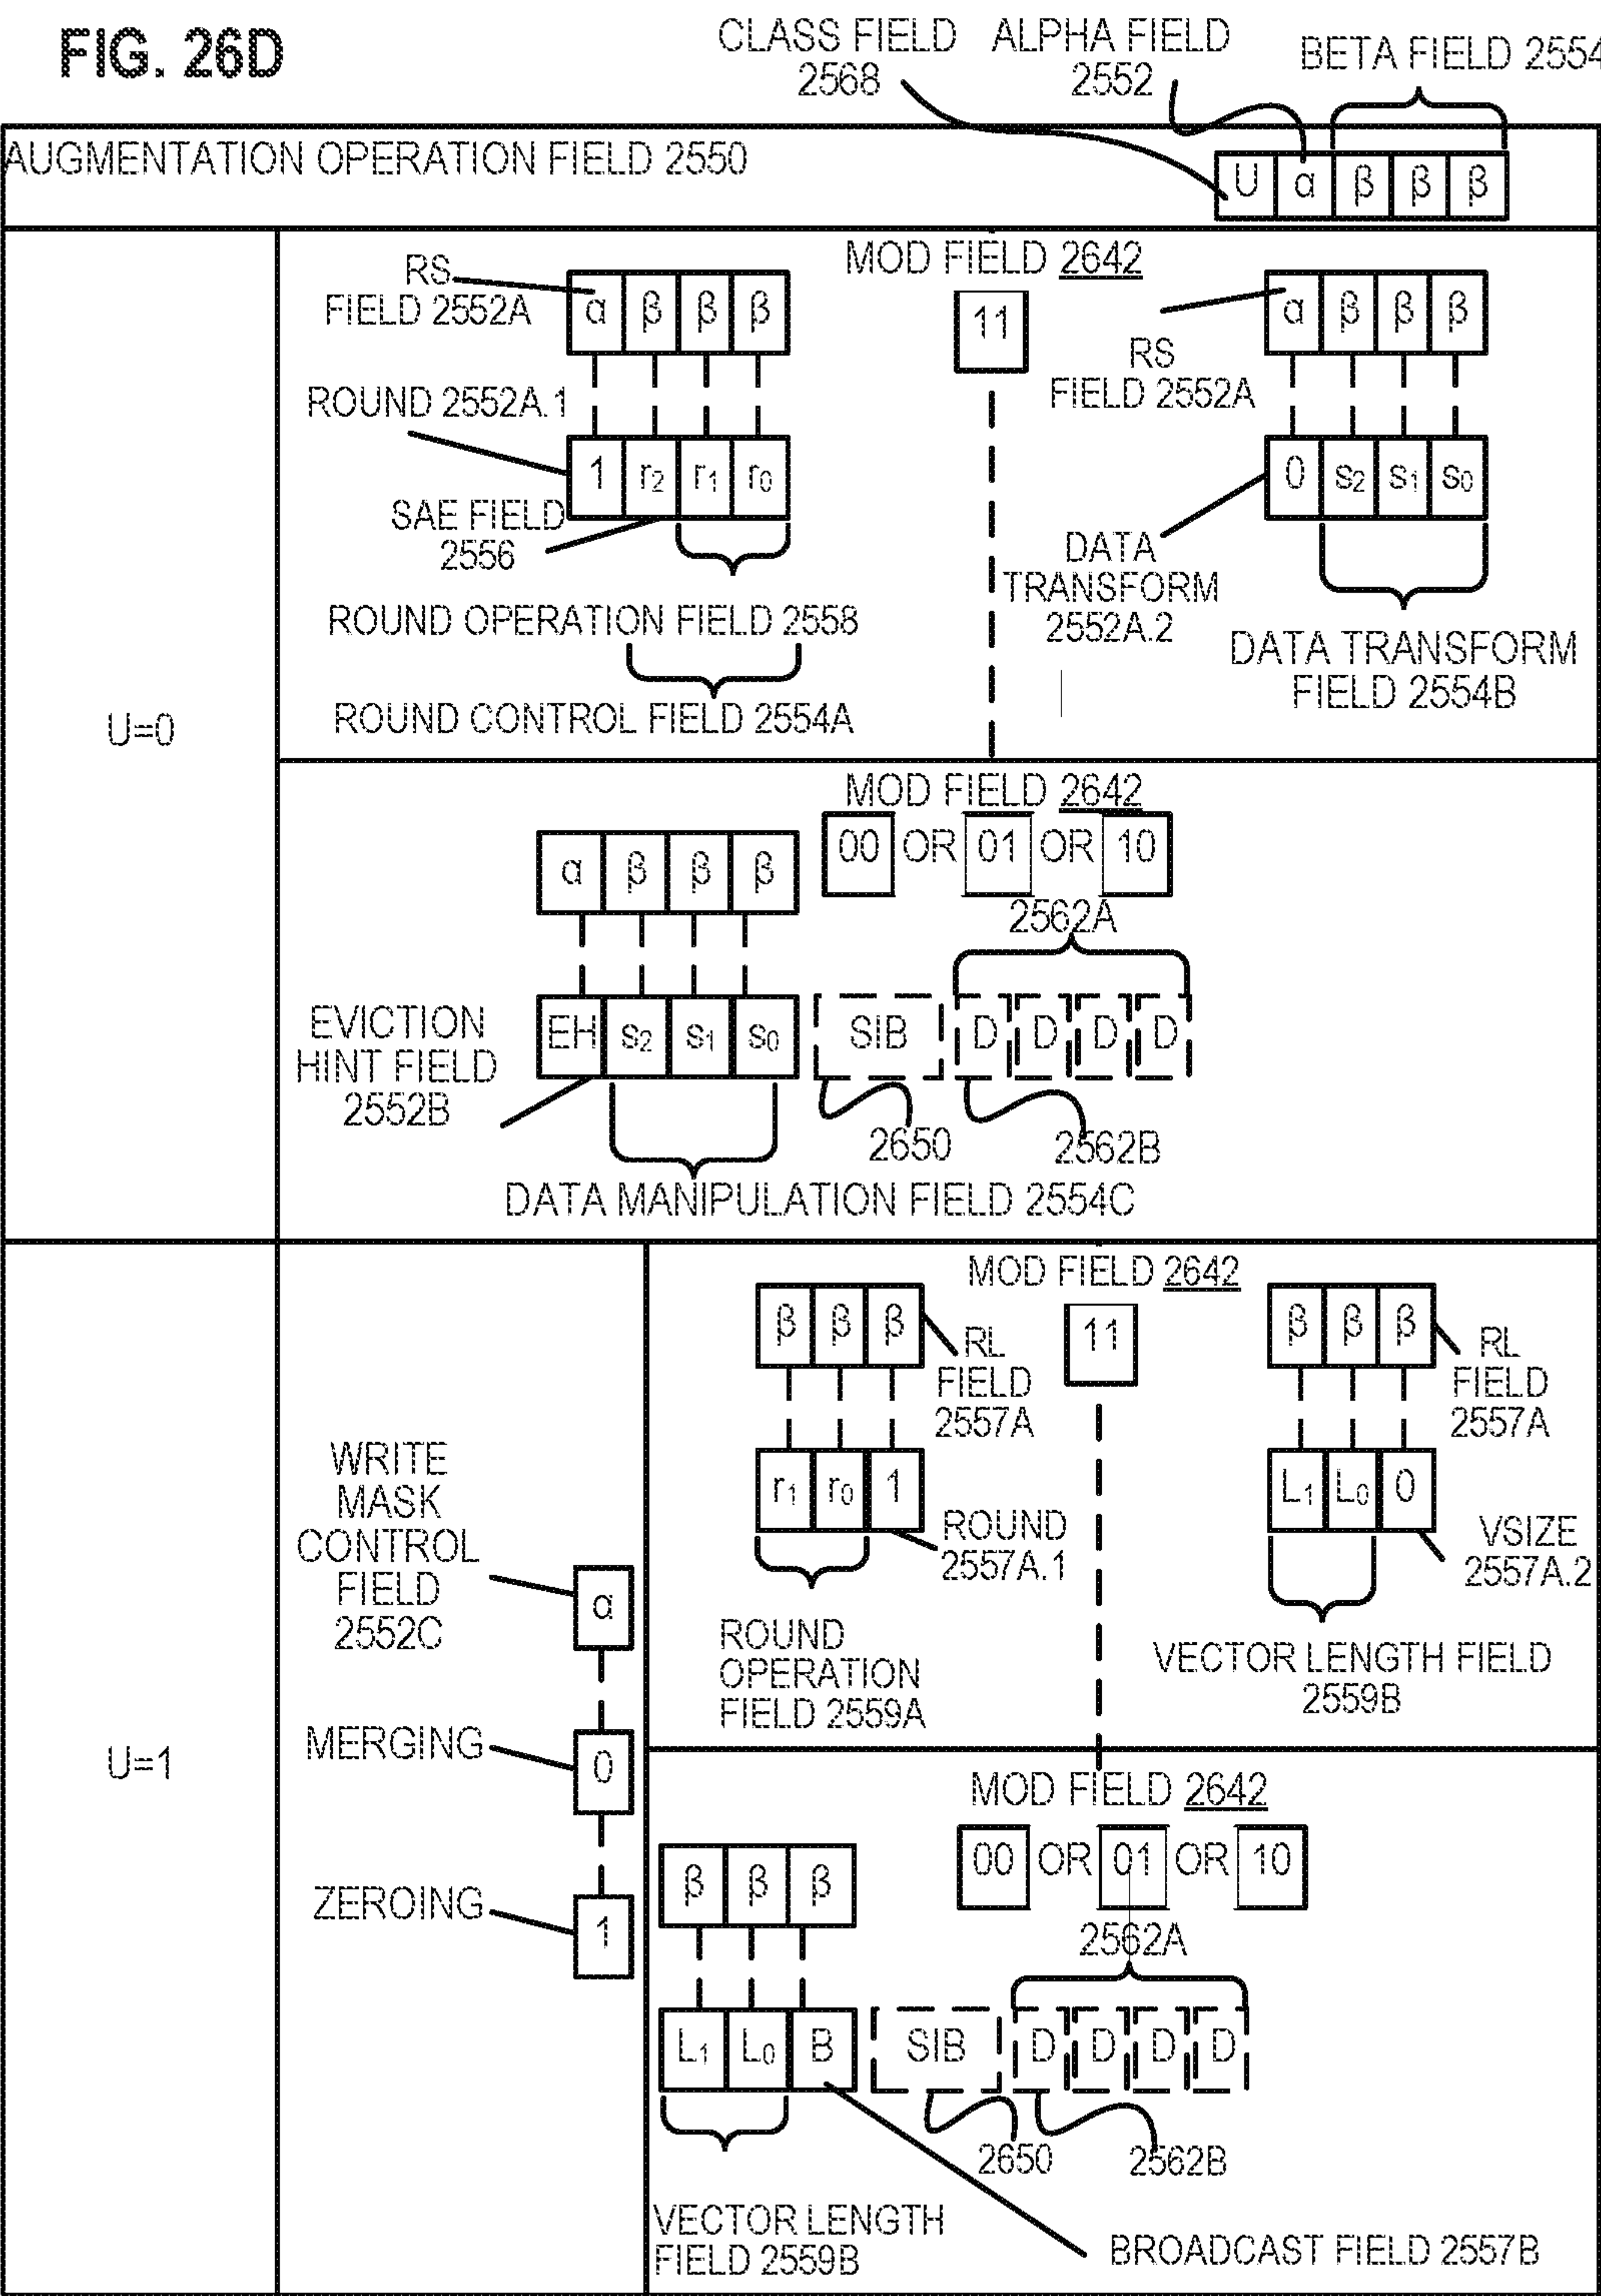 FIG. 26D
CLASS FIELD
2568
ALPHA FIELD
2552
BETA FIELD 2554
AUGMENTATION OPERATION FIELD 2550
U α β β β
U=0
RS
FIELD 2552A
α β β β
MOD FIELD 2642
11
α β β β
RS
FIELD 2552A
ROUND 2552A.1
1 r2 r1 r0
0 s2 s1 s0
SAE FIELD
2556
DATA
TRANSFORM
2552A.2
ROUND OPERATION FIELD 2558
ROUND CONTROL FIELD 2554A
DATA TRANSFORM
FIELD 2554B
MOD FIELD 2642
00 OR 01 OR 10
α β β β
2562A
EVICTION
HINT FIELD
2552B
EH s2 s1 s0 SIB D D D D
2650
2562B
DATA MANIPULATION FIELD 2554C
U=1
WRITE
MASK
CONTROL
FIELD
2552C
α
MERGING
0
ZEROING
1
MOD FIELD 2642
11
β β β
RL
FIELD
2557A
β β β
RL
FIELD
2557A
r1 r0 1
ROUND
2557A.1
L1 L0 0
VSIZE
2557A.2
ROUND
OPERATION
FIELD 2559A
VECTOR LENGTH FIELD
2559B
MOD FIELD 2642
00 OR 01 OR 10
β β β
2562A
L1 L0 B SIB D D D D
2650
2562B
VECTOR LENGTH
FIELD 2559B
BROADCAST FIELD 2557B